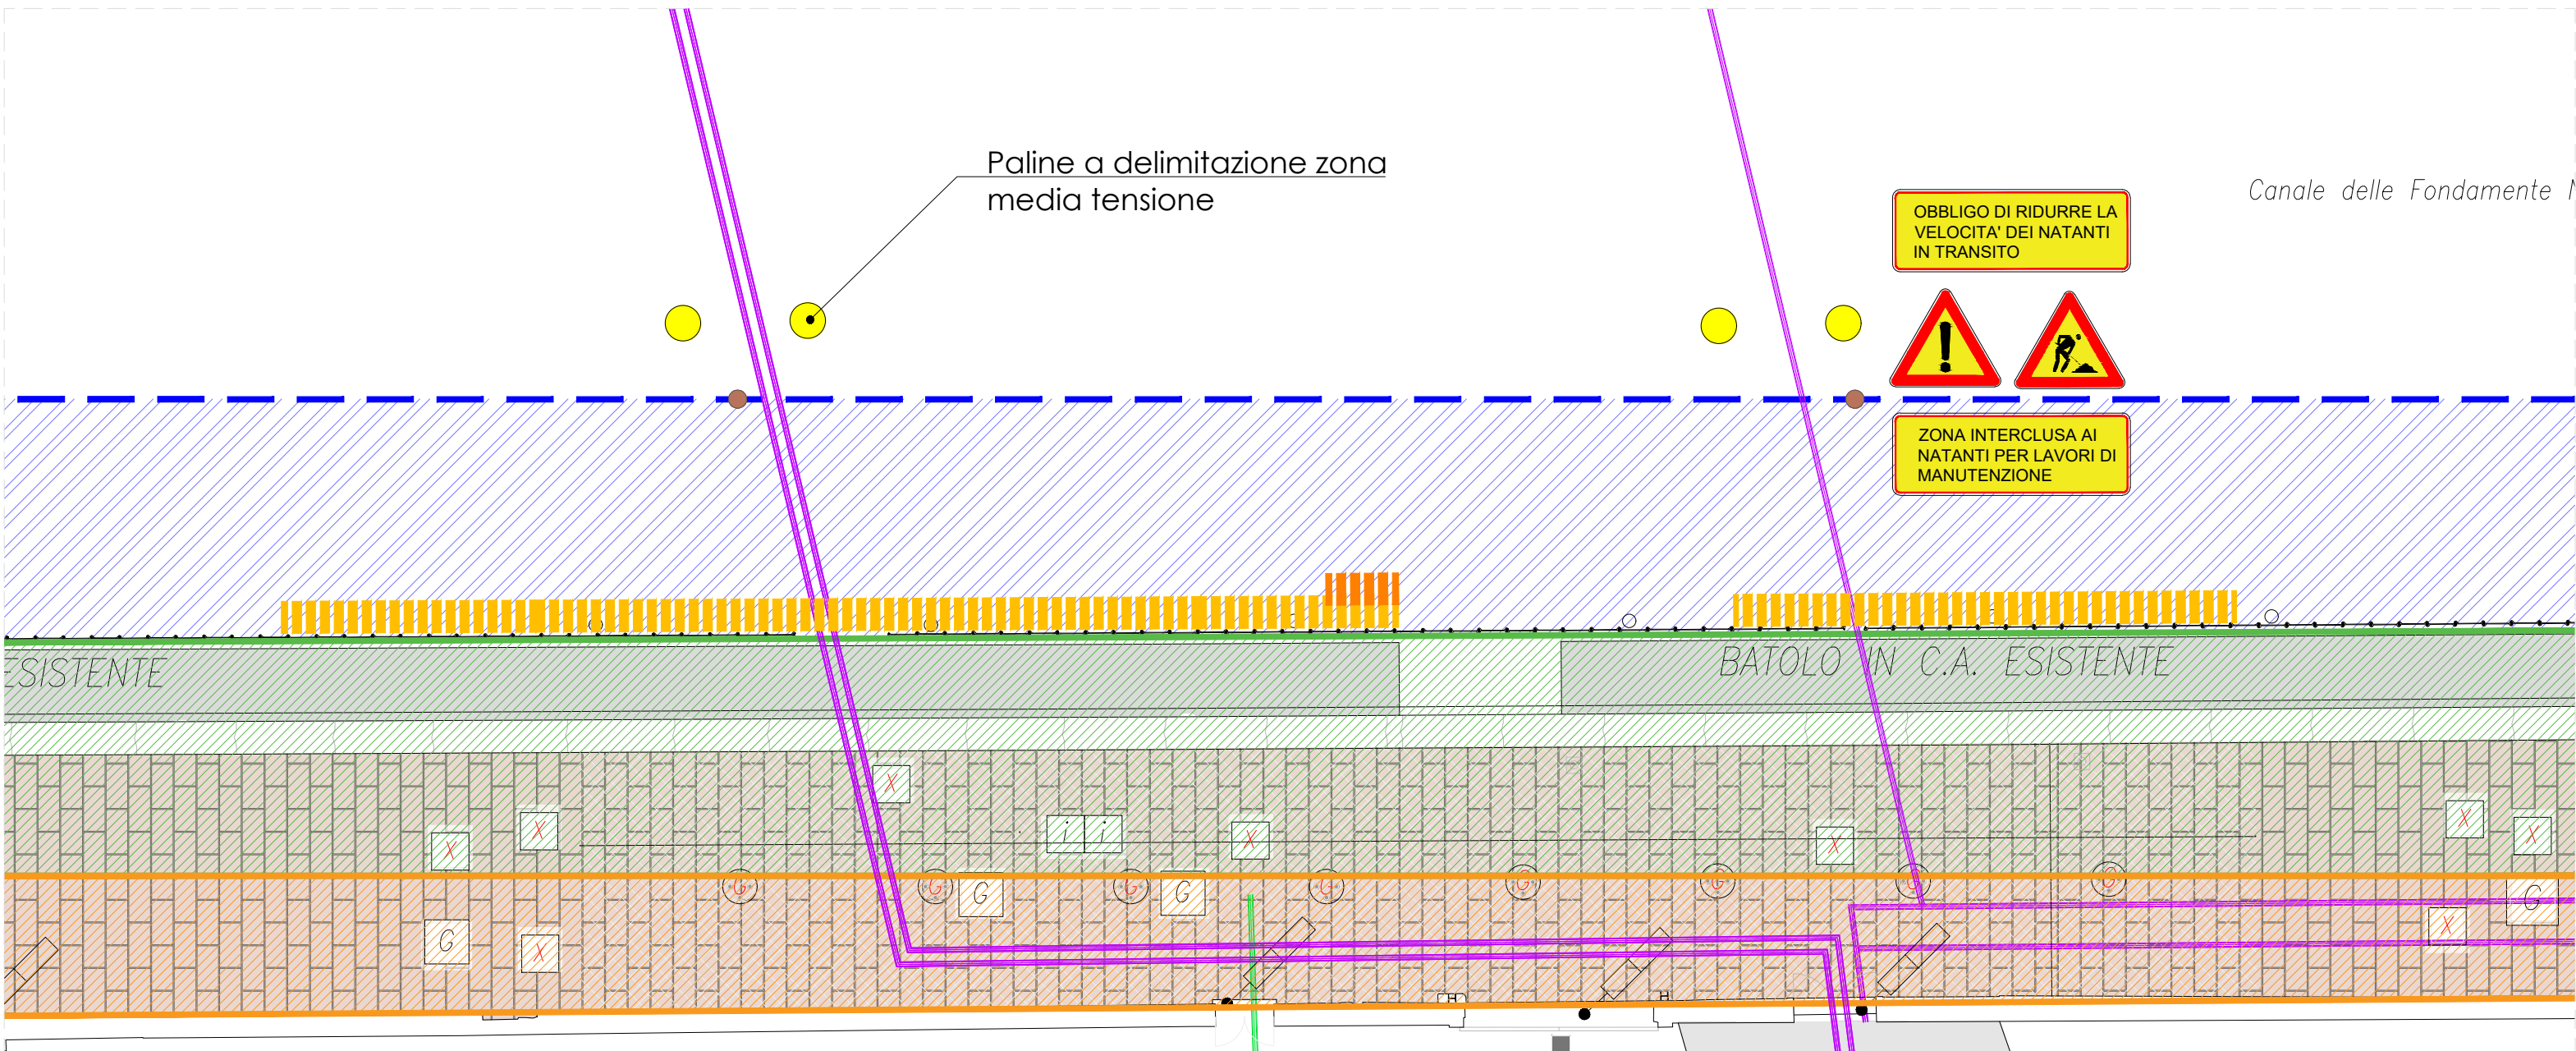 Paline a delimitazione zona
media tensione
Canale delle Fondamente
OBBLIGO DI RIDURRE LA
VELOCITA' DEI NATANTI
IN TRANSITO
ZONA INTERCLUSA AI
NATANTI PER LAVORI DI
MANUTENZIONE
ESISTENTE
BATOLO IN C.A. ESISTENTE
X
X
X
i i
X
X
X
X
G
G
G
G
G
G
G
G
G
G
G
G
X
X